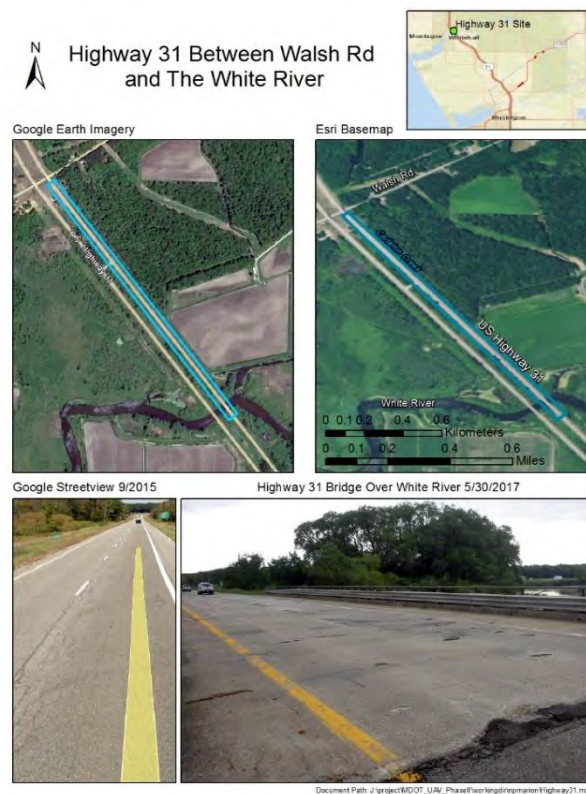 N
Highway 31 Between Walsh Rd
and The White River
Highway 31 Site
Montague
Whitehall
Muskegon
Google Earth Imagery
Esri Basemap
Walsh Rd
US Highway 31
White River
0 0.1 0.2 0.4 0.6
Kilometers
0 0.1 0.2 0.4 0.6
Miles
Google Streetview 9/2015
Highway 31 Bridge Over White River 5/30/2017